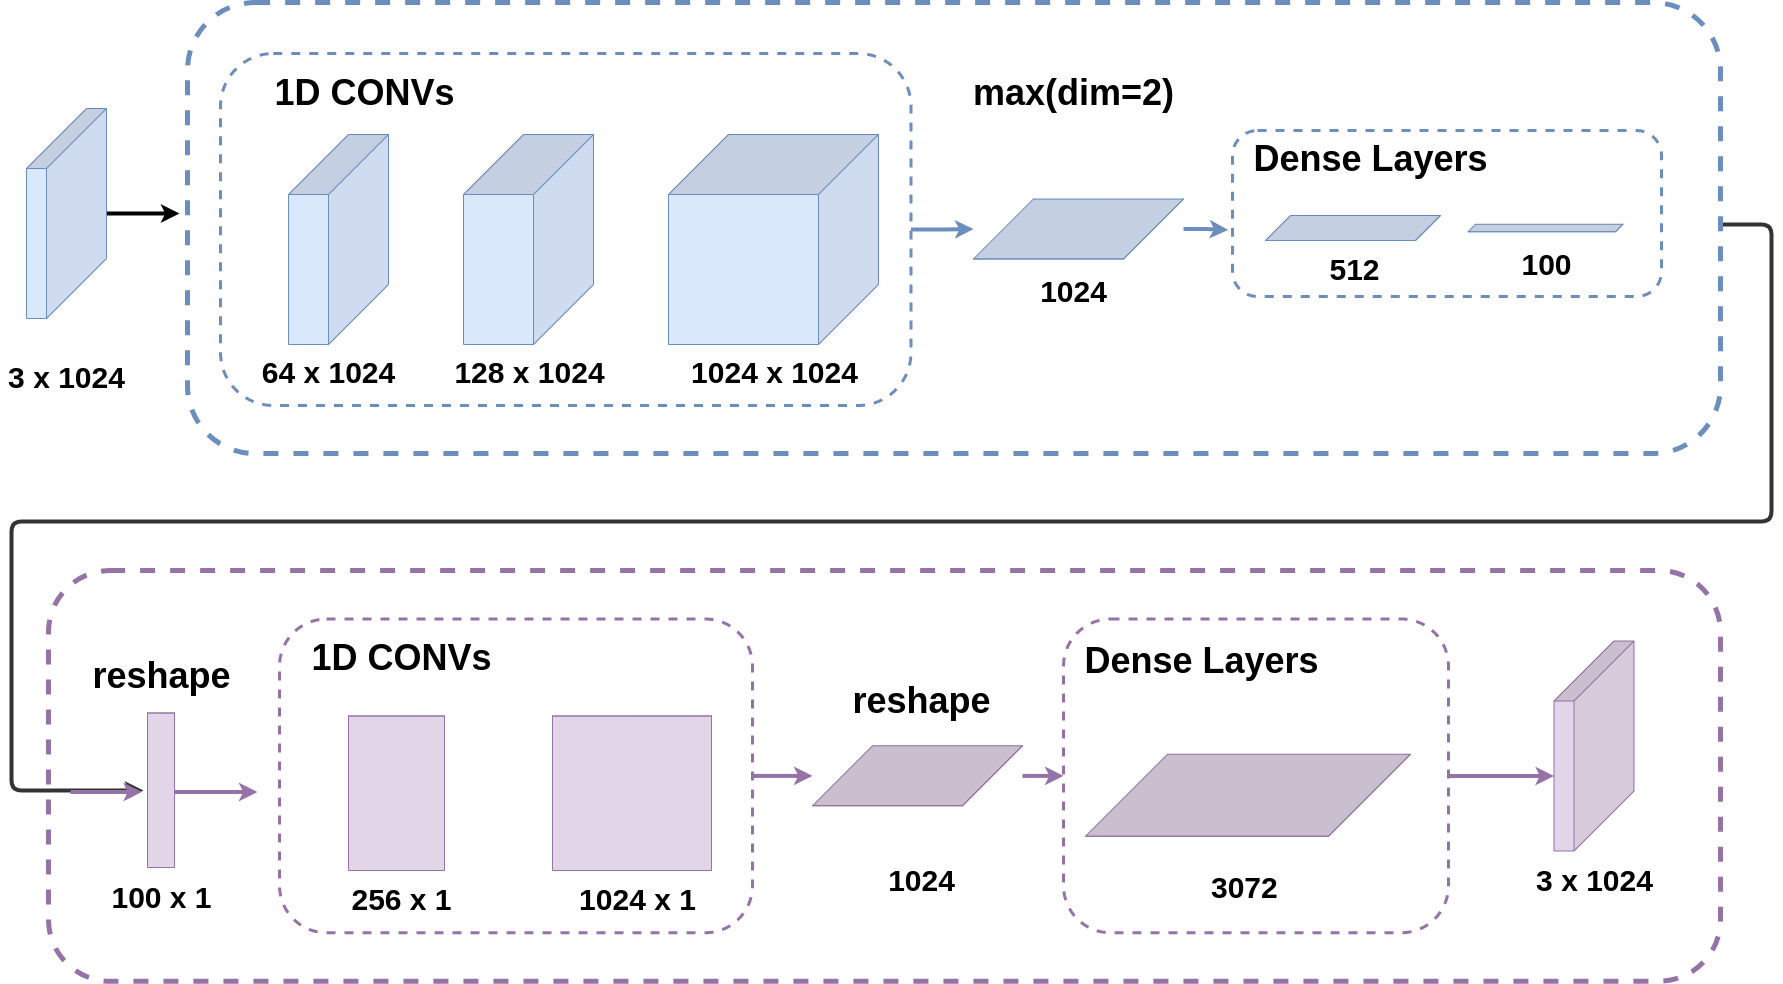 1D CONVs
max(dim=2)
Dense Layers
512
100
1024
3 x 1024
64 x 1024
128 x 1024
1024 x 1024
reshape
1D CONVs
reshape
Dense Layers
100 x 1
256 x 1
1024 x 1
1024
3072
3 x 1024